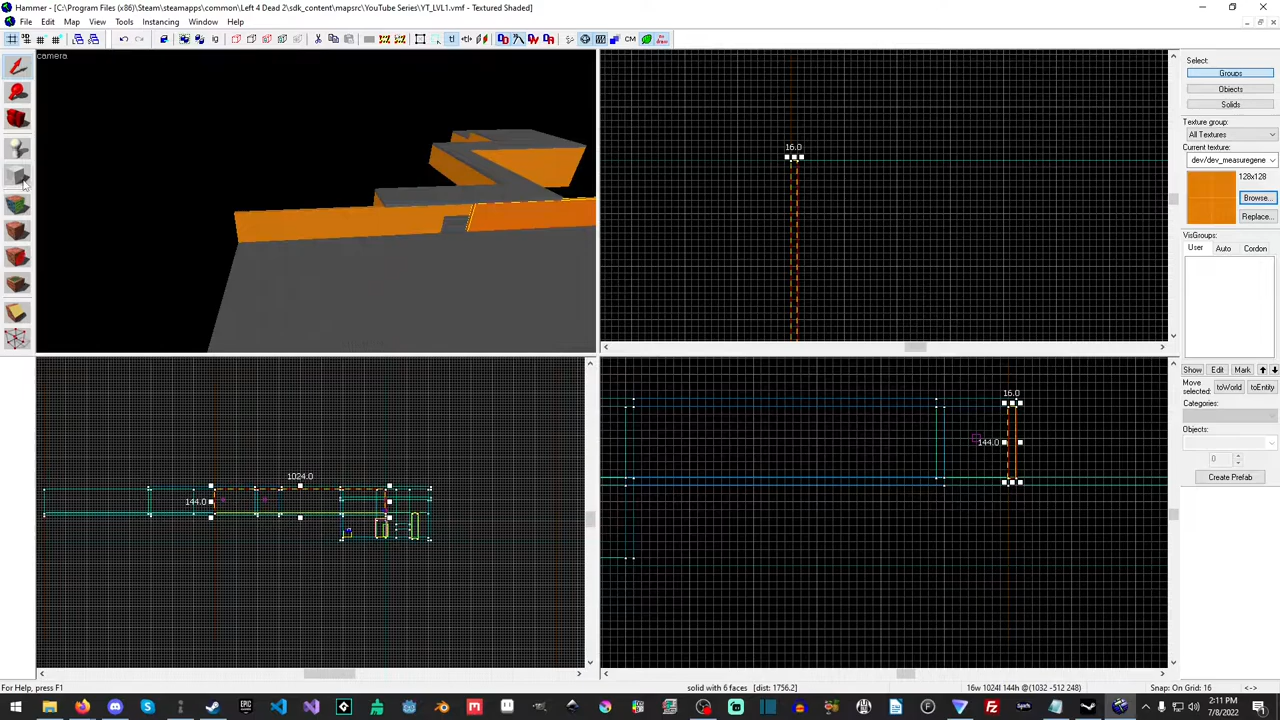 Hammer - [C:\Program Files (x86)\Steam\steamapps\common\Left 4 Dead 2\sdk_content\mapsrc\YouTube Series\YT_LVL1.vmf - Textured Shaded]
File Edit Map View Tools Instancing Window Help
camera
16.0
1024.0
144.0
16.0
144.0
Select:
Groups
Objects
Solids
Texture group:
All Textures
Current texture:
dev/dev_measuregene
128x128
Browse...
Replace...
VisGroups:
User Auto Cordon
Show Edit Mark
Move selected: toWorld toEntity
Categories:
Objects:
0
Create Prefab
For Help, press F1
solid with 6 faces [dist: 1756.2]
16w 1024l 144h @(1032 -512 248)
Snap: On Grid: 16
<->
2:11 PM
7/8/2022